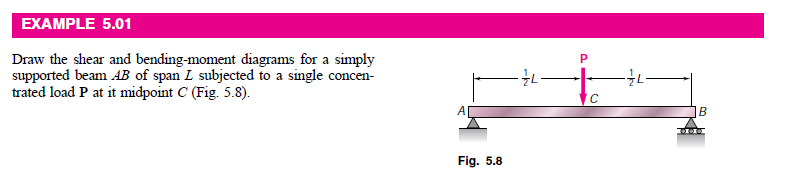 EXAMPLE 5.01
Draw the shear and bending-moment diagrams for a simply
supported beam AB of span L subjected to a single concen-
trated load P at it midpoint C (Fig. 5.8).
P
½L
½L
C
A
B
Fig. 5.8